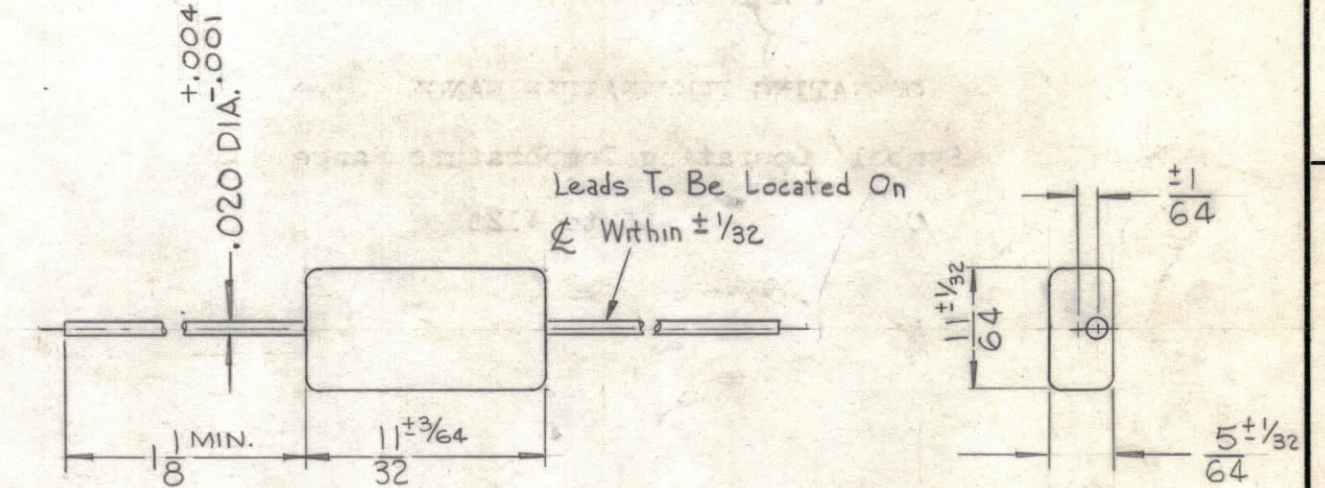 +.004
.020 DIA. -.001
Leads To Be Located On
℄ Within ± 1/32
±1/64
11/64 ±1/32
1 1/8 MIN.
11/32 ±3/64
5/64 ±1/32